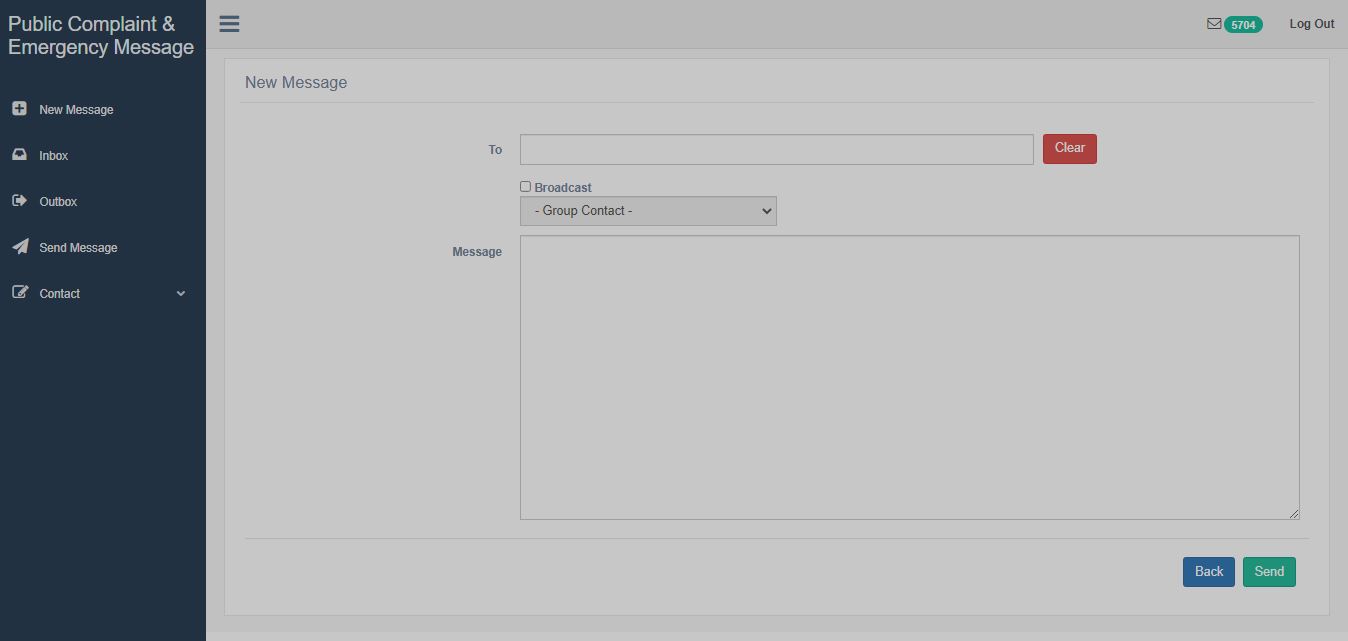 Public Complaint &
Emergency Message
5704
Log Out
New Message
Inbox
Outbox
Send Message
Contact
New Message
To
Clear
Broadcast
- Group Contact -
Message
Back
Send